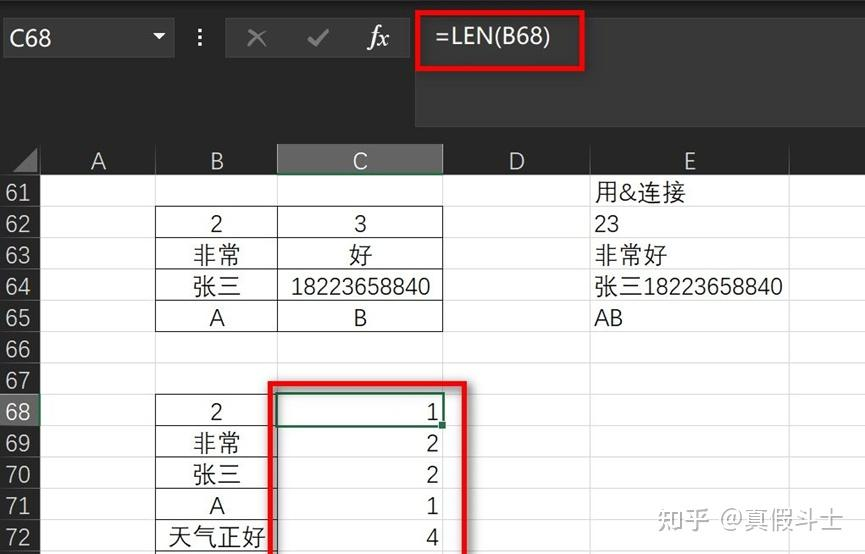 C68 fx =LEN(B68)
A B C D E
61 用&连接
62 2 3 23
63 非常 好 非常好
64 张三 18223658840 张三18223658840
65 A B AB
66
67
68 2 1
69 非常 2
70 张三 2
71 A 1
72 天气正好 4
知乎 @真假斗士